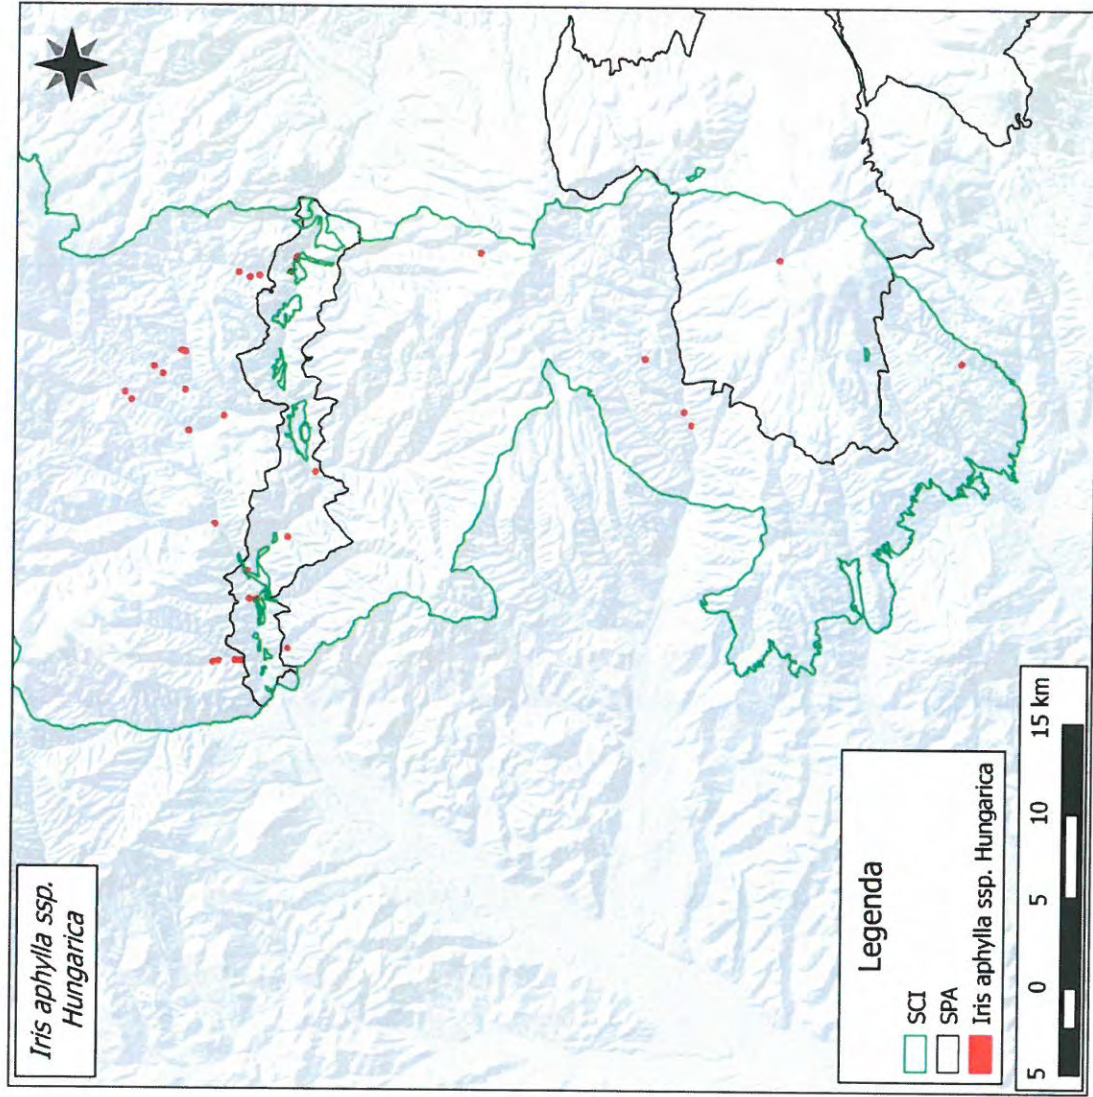 Iris aphylla ssp.
Hungarica
Legenda
SCI
SPA
Iris aphylla ssp. Hungarica
5 0 5 10 15 km